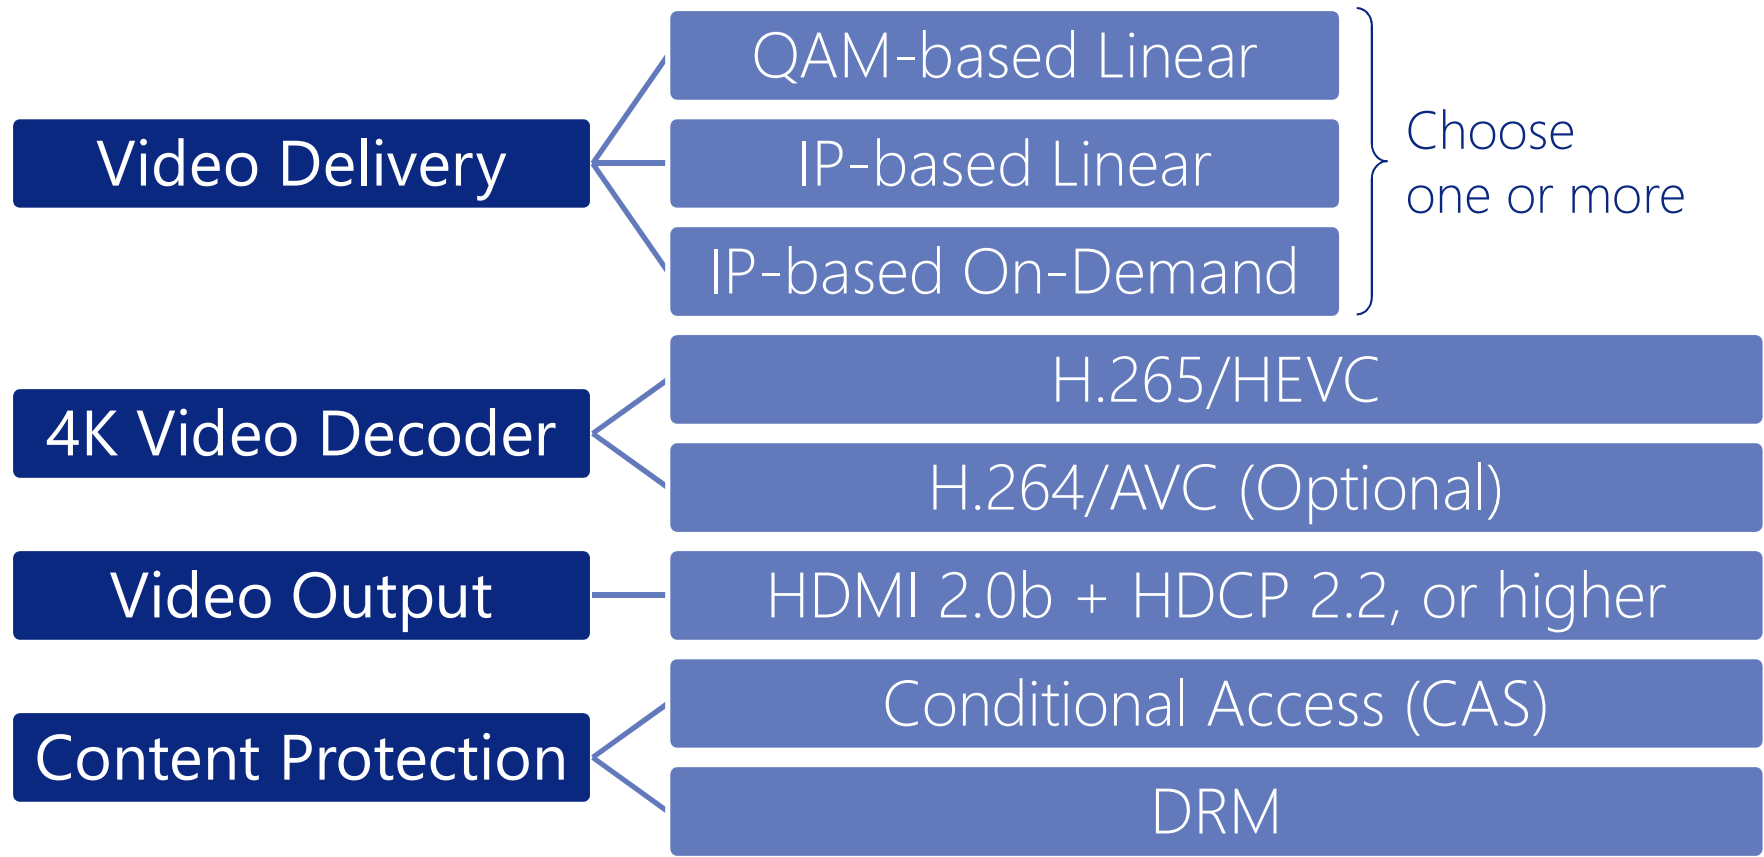 QAM-based Linear
Video Delivery
IP-based Linear
IP-based On-Demand
Choose
one or more
4K Video Decoder
H.265/HEVC
H.264/AVC (Optional)
Video Output
HDMI 2.0b + HDCP 2.2, or higher
Content Protection
Conditional Access (CAS)
DRM